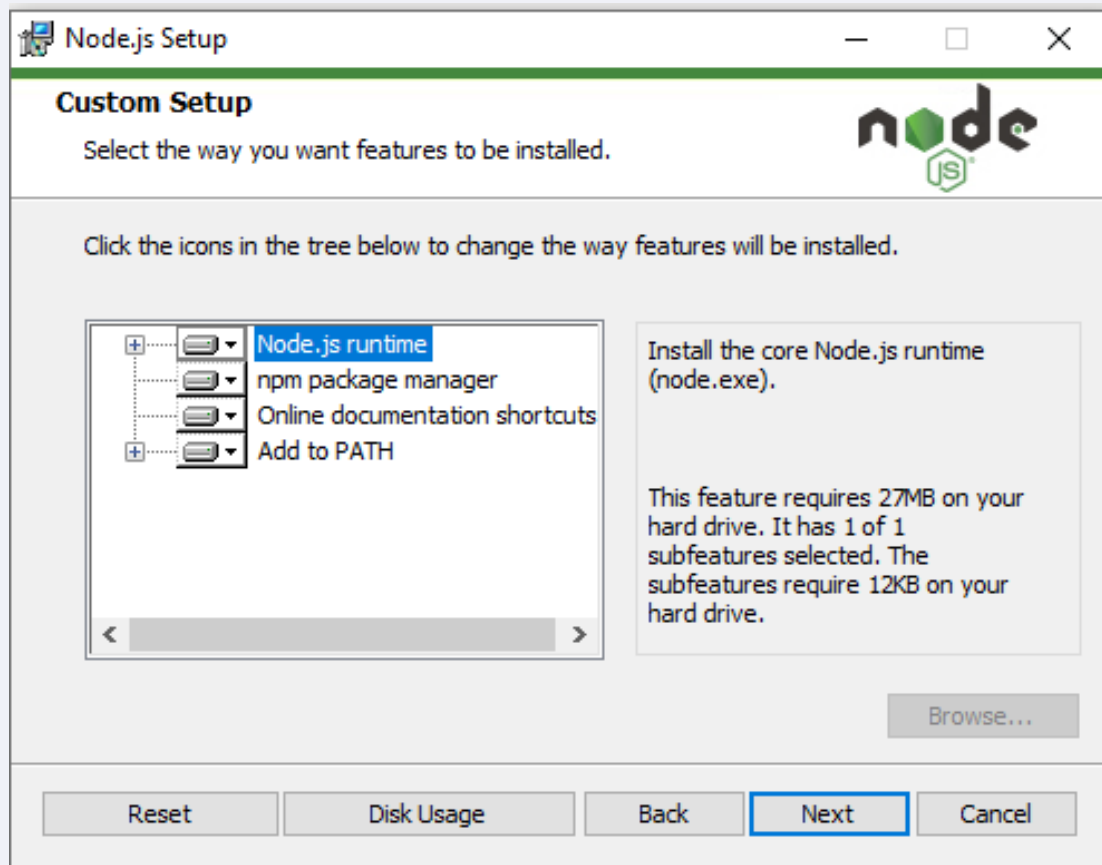 Node.js Setup
Custom Setup
Select the way you want features to be installed.
node
JS
Click the icons in the tree below to change the way features will be installed.
Node.js runtime
npm package manager
Online documentation shortcuts
Add to PATH
Install the core Node.js runtime
(node.exe).
This feature requires 27MB on your
hard drive. It has 1 of 1
subfeatures selected. The
subfeatures require 12KB on your
hard drive.
Browse...
Reset
Disk Usage
Back
Next
Cancel